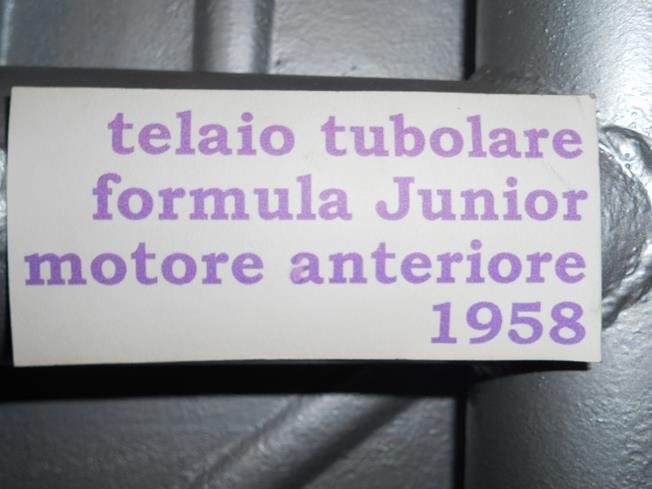 telaio tubolare
formula Junior
motore anteriore
1958